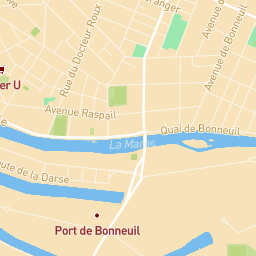 Rue du Docteur Roux
Avenue de Bonneuil
er U
Avenue Raspail
Quai de Bonneuil
La Marne
oute de la Darse
Port de Bonneuil